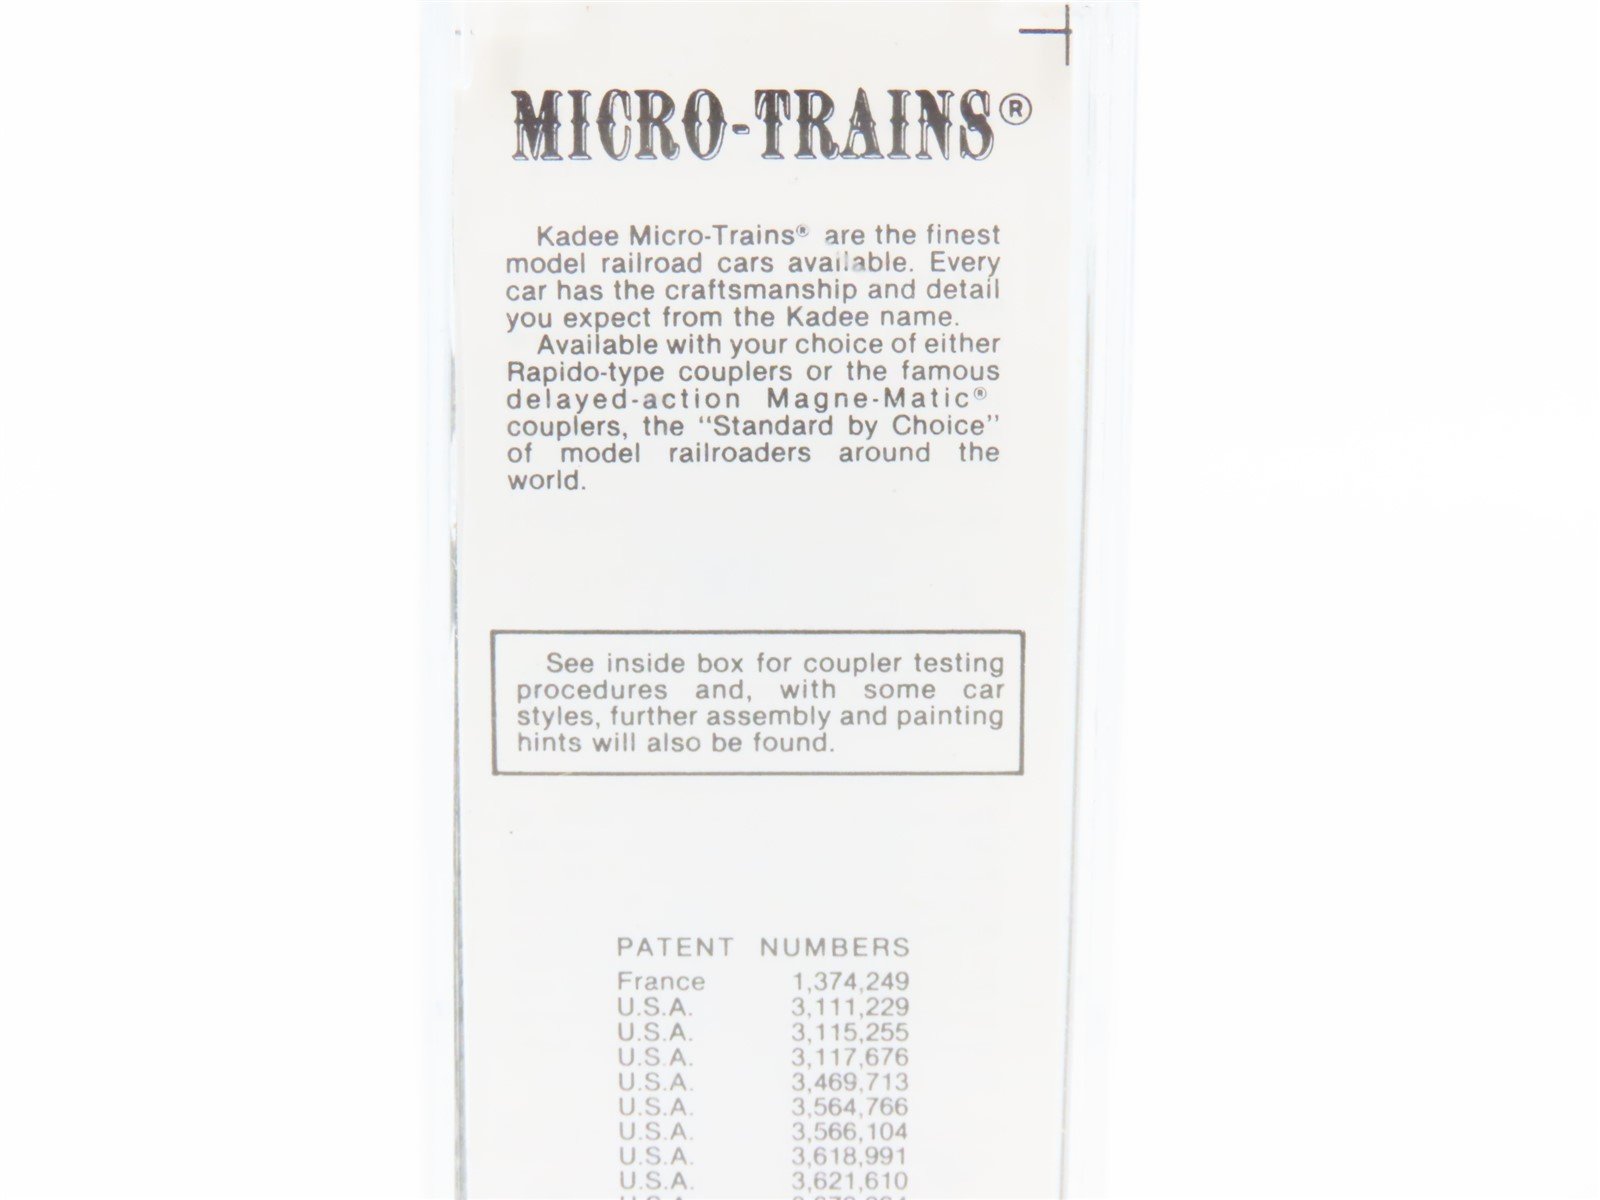 MICRO-TRAINS®
Kadee Micro-Trains® are the finest
model railroad cars available. Every
car has the craftsmanship and detail
you expect from the Kadee name.
Available with your choice of either
Rapido-type couplers or the famous
delayed-action Magne-Matic®
couplers, the "Standard by Choice"
of model railroaders around the
world.
See inside box for coupler testing
procedures and, with some car
styles, further assembly and painting
hints will also be found.
PATENT NUMBERS
France 1,374,249
U.S.A. 3,111,229
U.S.A. 3,115,255
U.S.A. 3,117,676
U.S.A. 3,469,713
U.S.A. 3,564,766
U.S.A. 3,566,104
U.S.A. 3,618,991
U.S.A. 3,621,610
U.S.A.